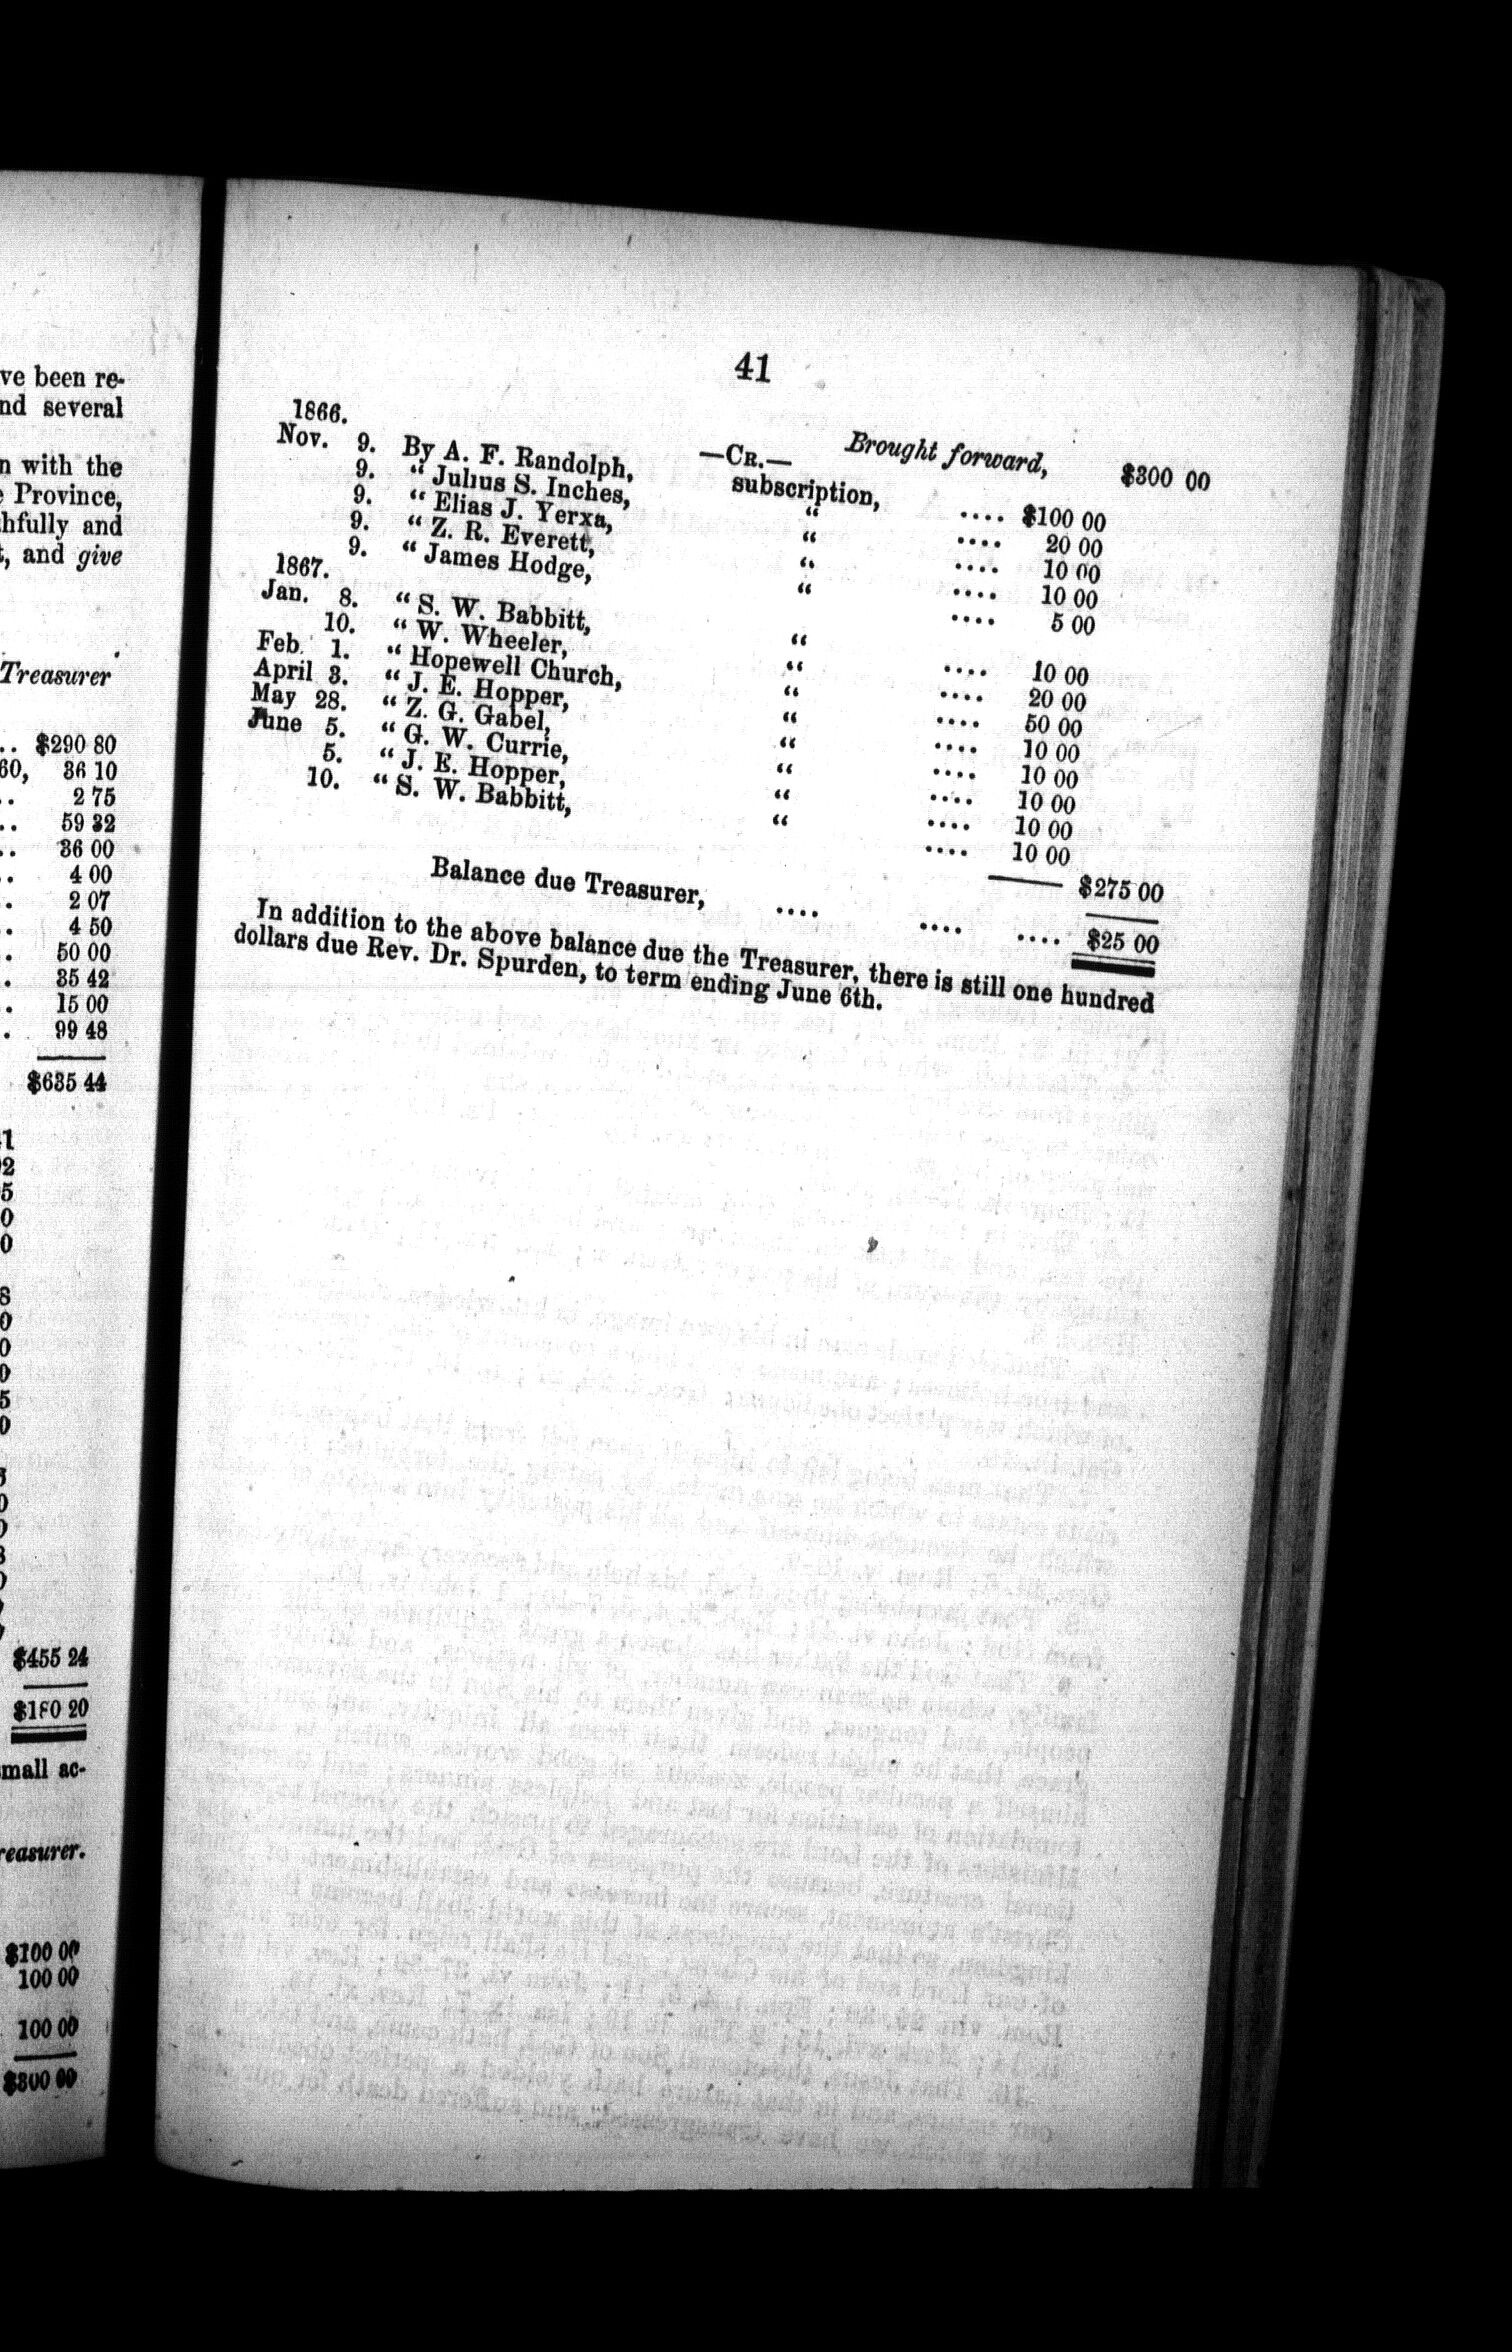 ve been re-
nd several
n with the
Province,
hfully and
t, and give
Treasurer
.. $290 80
60, 36 10
.. 2 75
.. 59 32
.. 36 00
. 4 00
. 2 07
. 4 50
. 50 00
. 35 42
. 15 00
. 99 48
$635 44
$455 24
$180 20
small ac-
reasurer.
$100 00
100 00
100 00
$300 00
41
Brought forward, $300 00
1866. —CR.—
Nov. 9. By A. F. Randolph, subscription, .... $100 00
9. “ Julius S. Inches, “ .... 20 00
9. “ Elias J. Yerxa, “ .... 10 00
9. “ Z. R. Everett, “ .... 10 00
9. “ James Hodge, “ .... 5 00
1867.
Jan. 8. “ S. W. Babbitt, “ .... 10 00
10. “ W. Wheeler, “ .... 20 00
Feb. 1. “ Hopewell Church, “ .... 50 00
April 3. “ J. E. Hopper, “ .... 10 00
May 28. “ Z. G. Gabel, “ .... 10 00
June 5. “ G. W. Currie, “ .... 10 00
5. “ J. E. Hopper, “ .... 10 00
10. “ S. W. Babbitt, “ .... 10 00
$275 00
Balance due Treasurer, .... .... .... $25 00
In addition to the above balance due the Treasurer, there is still one hundred
dollars due Rev. Dr. Spurden, to term ending June 6th.